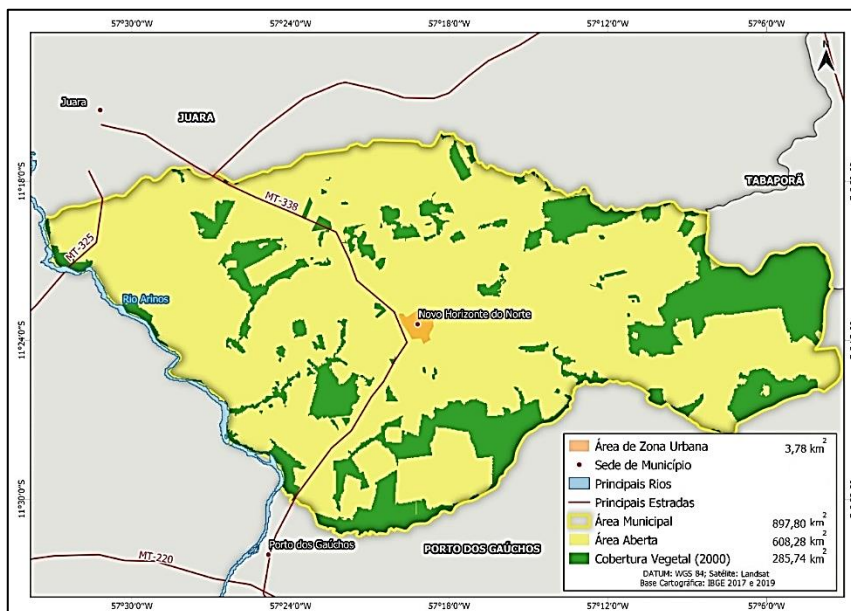 57°30'0"W 57°24'0"W 57°18'0"W 57°12'0"W 57°6'0"W
N
Juara
JUARA
TABAPORÃ
11°18'0"S
MT-338
MT-325
Rio Arinos
Novo Horizonte do Norte
11°24'0"S
11°30'0"S
Porto dos Gaúchos
PORTO DOS GAÚCHOS
MT-220
Área de Zona Urbana 3,78 km²
Sede de Município
Principais Rios
Principais Estradas
Área Municipal 897,80 km²
Área Aberta 608,28 km²
Cobertura Vegetal (2000) 285,74 km²
DATUM: WGS 84; Satélite: Landsat
Base Cartográfica: IBGE 2017 e 2019
57°30'0"W 57°24'0"W 57°18'0"W 57°12'0"W 57°6'0"W